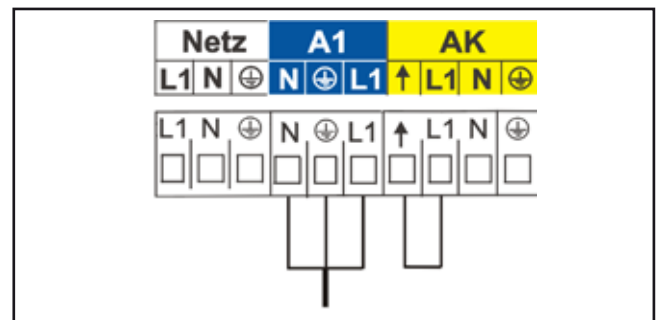 Netz A1 AK
L1 N ⏚ N ⏚ L1 ↑ L1 N ⏚
L1 N ⏚ N ⏚ L1 ↑ L1 N ⏚